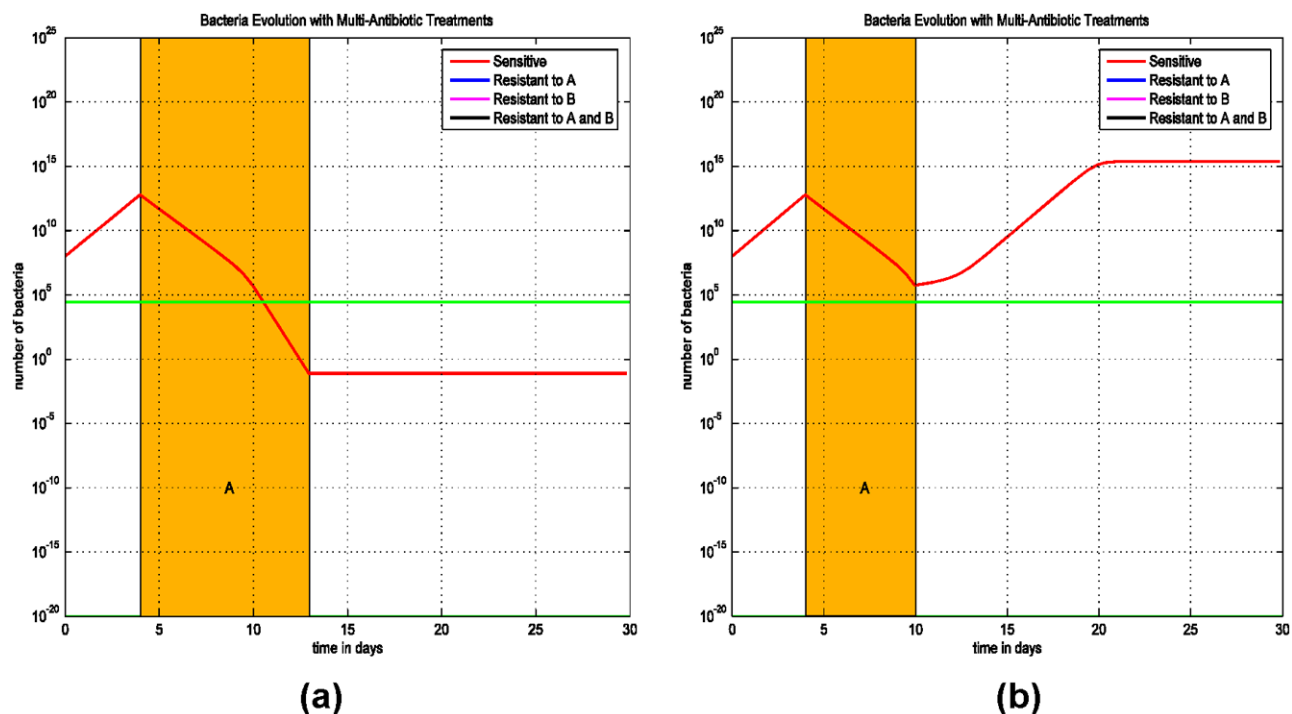 Bacteria Evolution with Multi-Antibiotic Treatments
10^25
10^20
10^15
10^10
10^5
10^0
10^-5
10^-10
10^-15
10^-20
number of bacteria
Sensitive
Resistant to A
Resistant to B
Resistant to A and B
A
0 5 10 15 20 25 30
time in days
(a)
Bacteria Evolution with Multi-Antibiotic Treatments
10^25
10^20
10^15
10^10
10^5
10^0
10^-5
10^-10
10^-15
10^-20
number of bacteria
Sensitive
Resistant to A
Resistant to B
Resistant to A and B
A
0 5 10 15 20 25 30
time in days
(b)